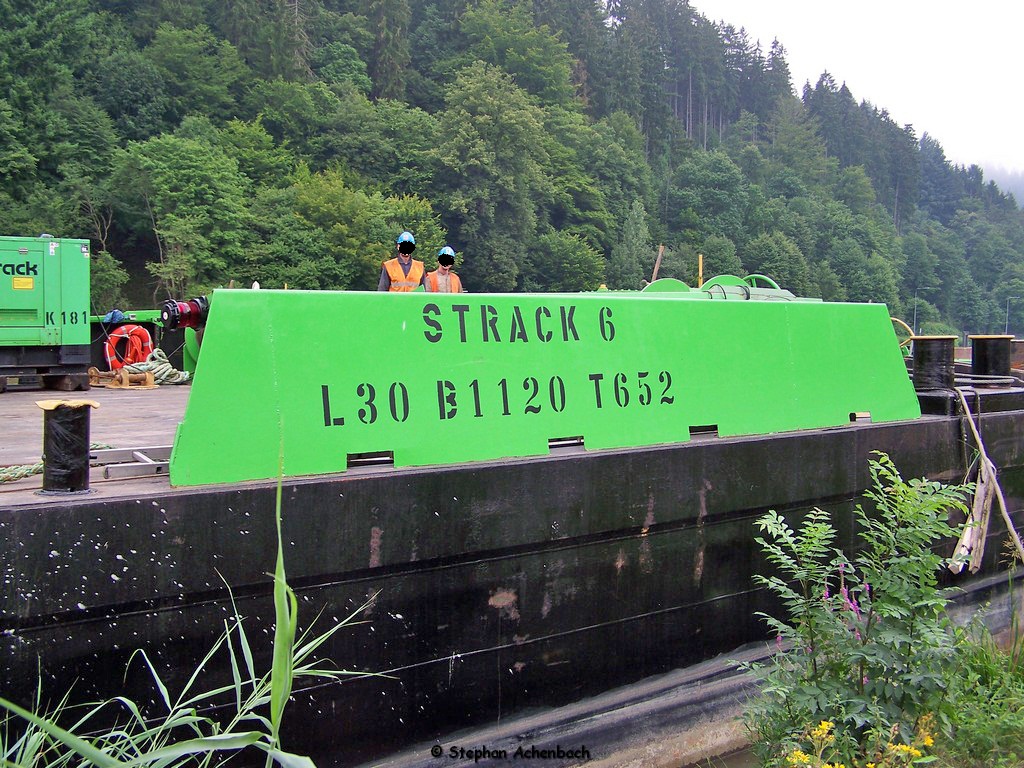 rack
K 181
STRACK 6
L30 B1120 T652
© Stephan Achenbach